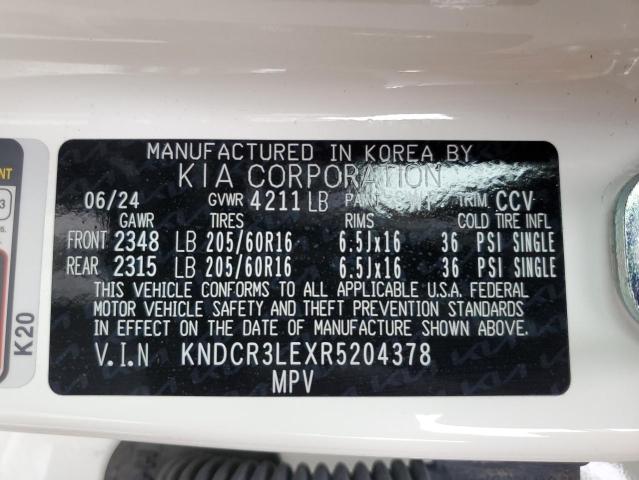 MANUFACTURED IN KOREA BY
KIA CORPORATION
06/24 GVWR 4211 LB PAINT TRIM CCV
GAWR TIRES RIMS COLD TIRE INFL
FRONT 2348 LB 205/60R16 6.5Jx16 36 PSI SINGLE
REAR 2315 LB 205/60R16 6.5Jx16 36 PSI SINGLE
THIS VEHICLE CONFORMS TO ALL APPLICABLE U.S.A. FEDERAL
MOTOR VEHICLE SAFETY AND THEFT PREVENTION STANDARDS
IN EFFECT ON THE DATE OF MANUFACTURE SHOWN ABOVE.
V.I.N KNDCR3LEXR5204378
MPV
K20